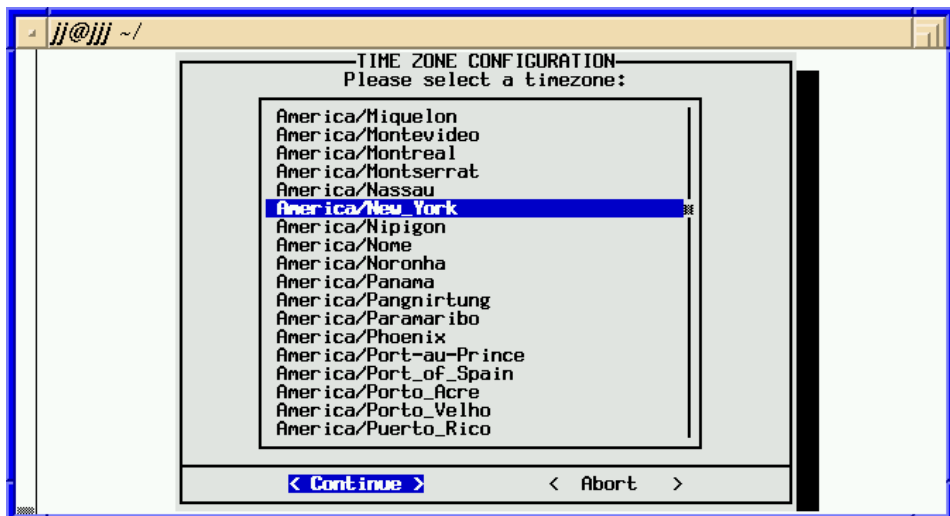 jj@jjj ~/
TIME ZONE CONFIGURATION
Please select a timezone:
America/Miquelon
America/Montevideo
America/Montreal
America/Montserrat
America/Nassau
America/New_York
America/Nipigon
America/Nome
America/Noronha
America/Panama
America/Pangnirtung
America/Paramaribo
America/Phoenix
America/Port-au-Prince
America/Port_of_Spain
America/Porto_Acre
America/Porto_Velho
America/Puerto_Rico
< Continue > < Abort >